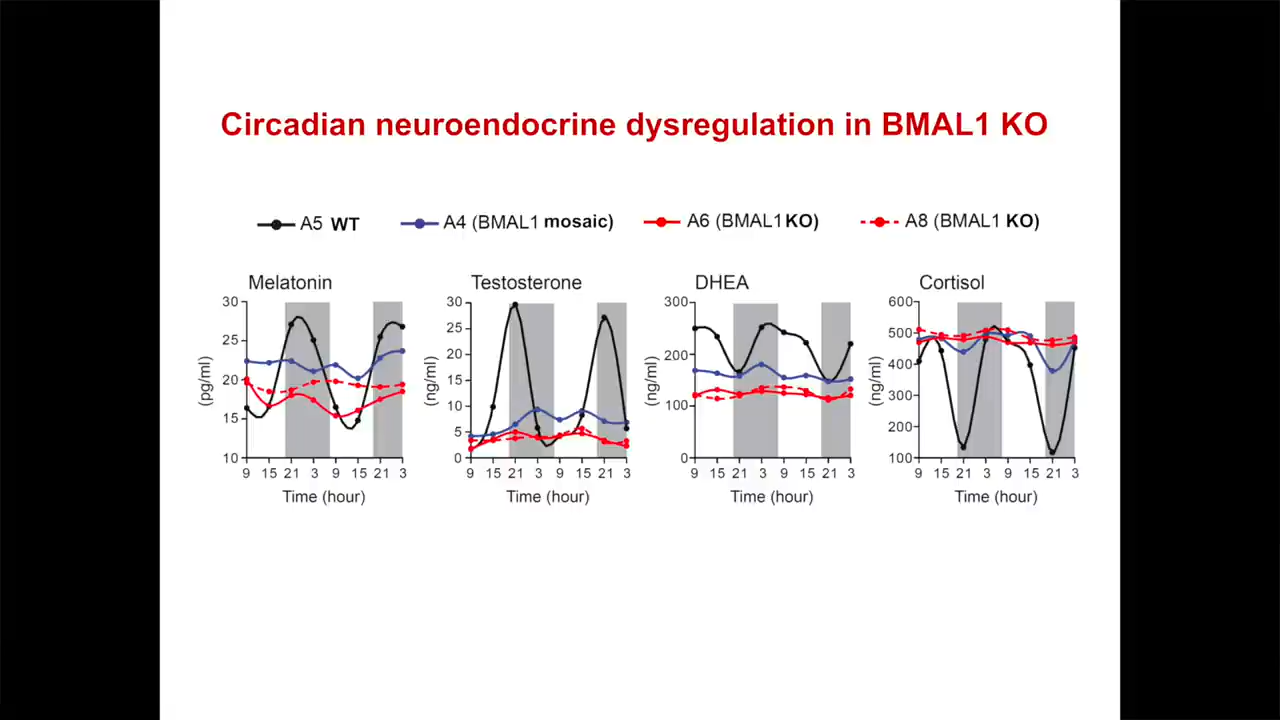 Circadian neuroendocrine dysregulation in BMAL1 KO
A5 WT
A4 (BMAL1 mosaic)
A6 (BMAL1 KO)
A8 (BMAL1 KO)
Melatonin
30
25
20
15
10
(pg/ml)
9 15 21 3 9 15 21 3
Time (hour)
Testosterone
30
25
20
15
10
5
0
(ng/ml)
9 15 21 3 9 15 21 3
Time (hour)
DHEA
300
200
100
0
(ng/ml)
9 15 21 3 9 15 21 3
Time (hour)
Cortisol
600
500
400
300
200
100
(ng/ml)
9 15 21 3 9 15 21 3
Time (hour)